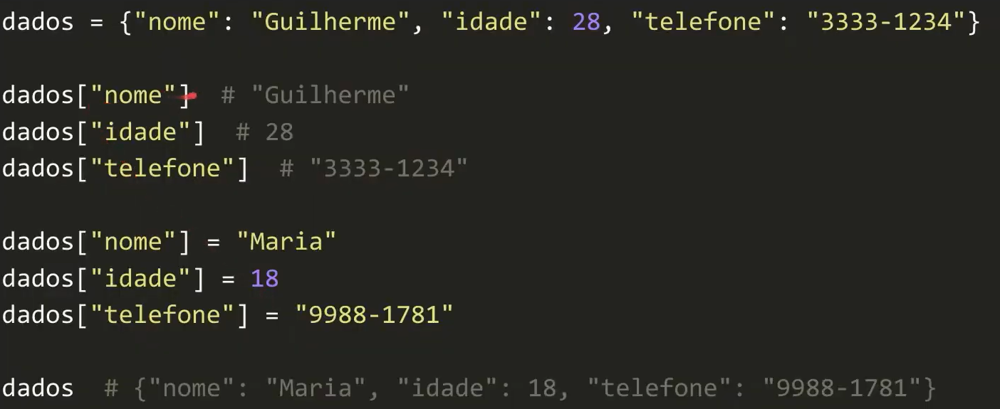 dados = {"nome": "Guilherme", "idade": 28, "telefone": "3333-1234"}
dados["nome"]  # "Guilherme"
dados["idade"]  # 28
dados["telefone"]  # "3333-1234"
dados["nome"] = "Maria"
dados["idade"] = 18
dados["telefone"] = "9988-1781"
dados  # {"nome": "Maria", "idade": 18, "telefone": "9988-1781"}